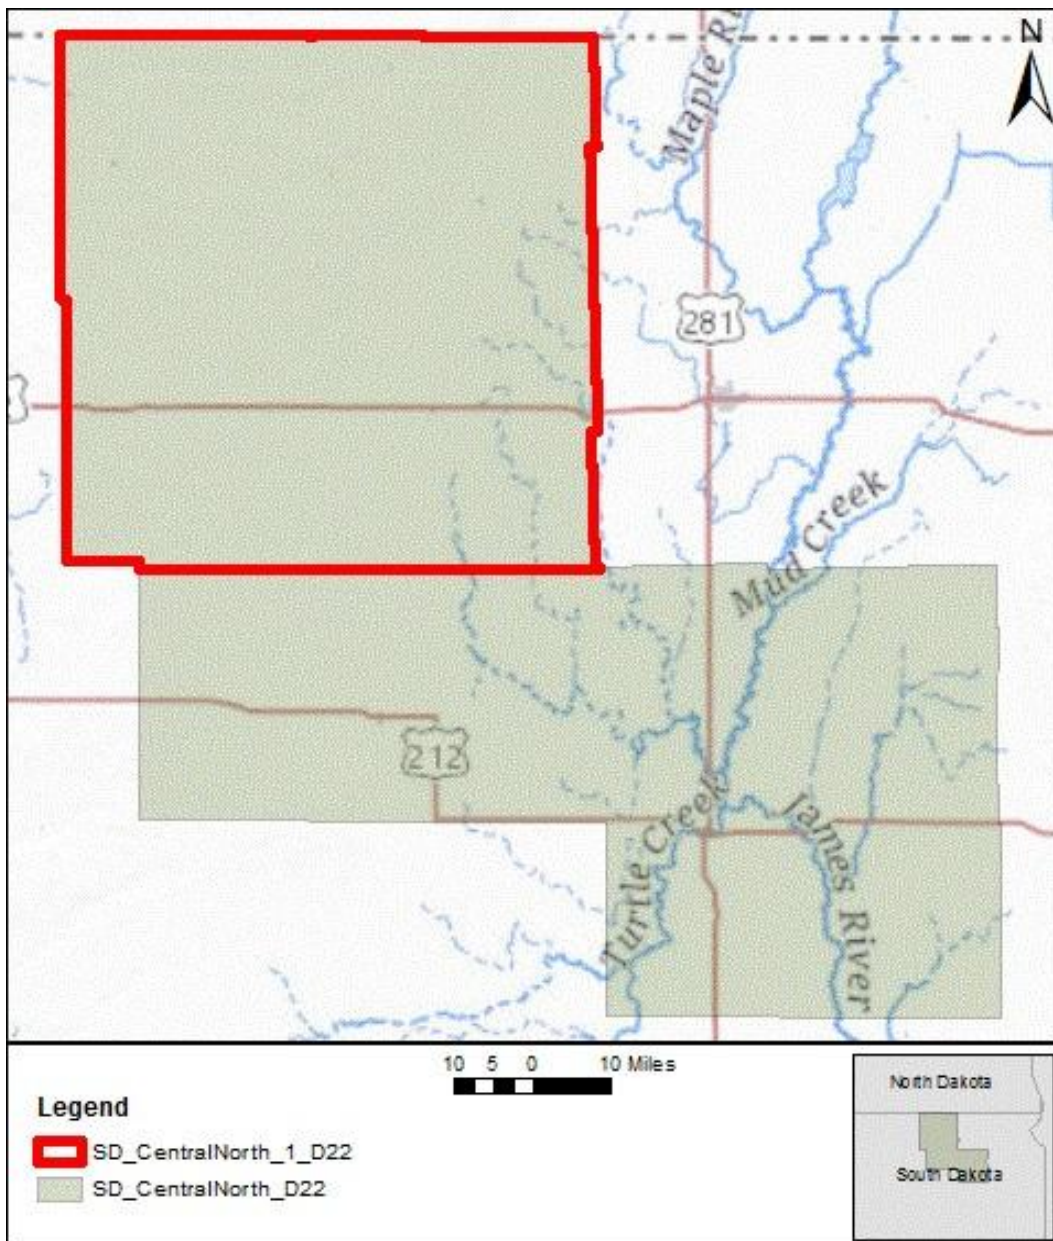 N
Maple Ri
281
Mud Creek
212
Turtle Creek
James River
10 5 0 10 Miles
Legend
SD_CentralNorth_1_D22
SD_CentralNorth_D22
North Dakota
South Dakota